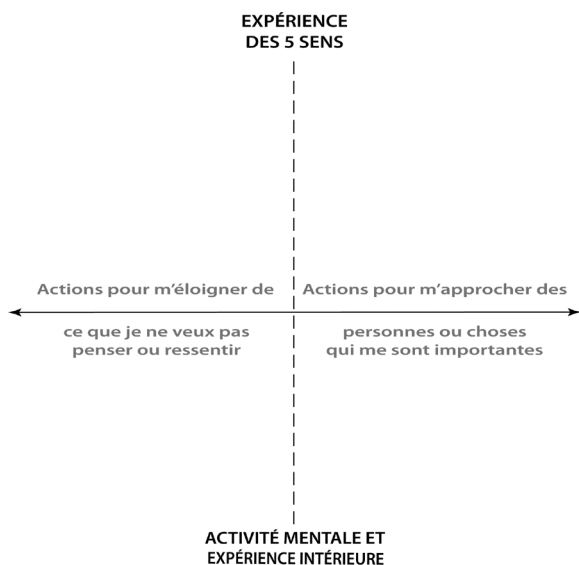 EXPÉRIENCE
DES 5 SENS
Actions pour m'éloigner de
Actions pour m'approcher des
ce que je ne veux pas
penser ou ressentir
personnes ou choses
qui me sont importantes
ACTIVITÉ MENTALE ET
EXPÉRIENCE INTÉRIEURE